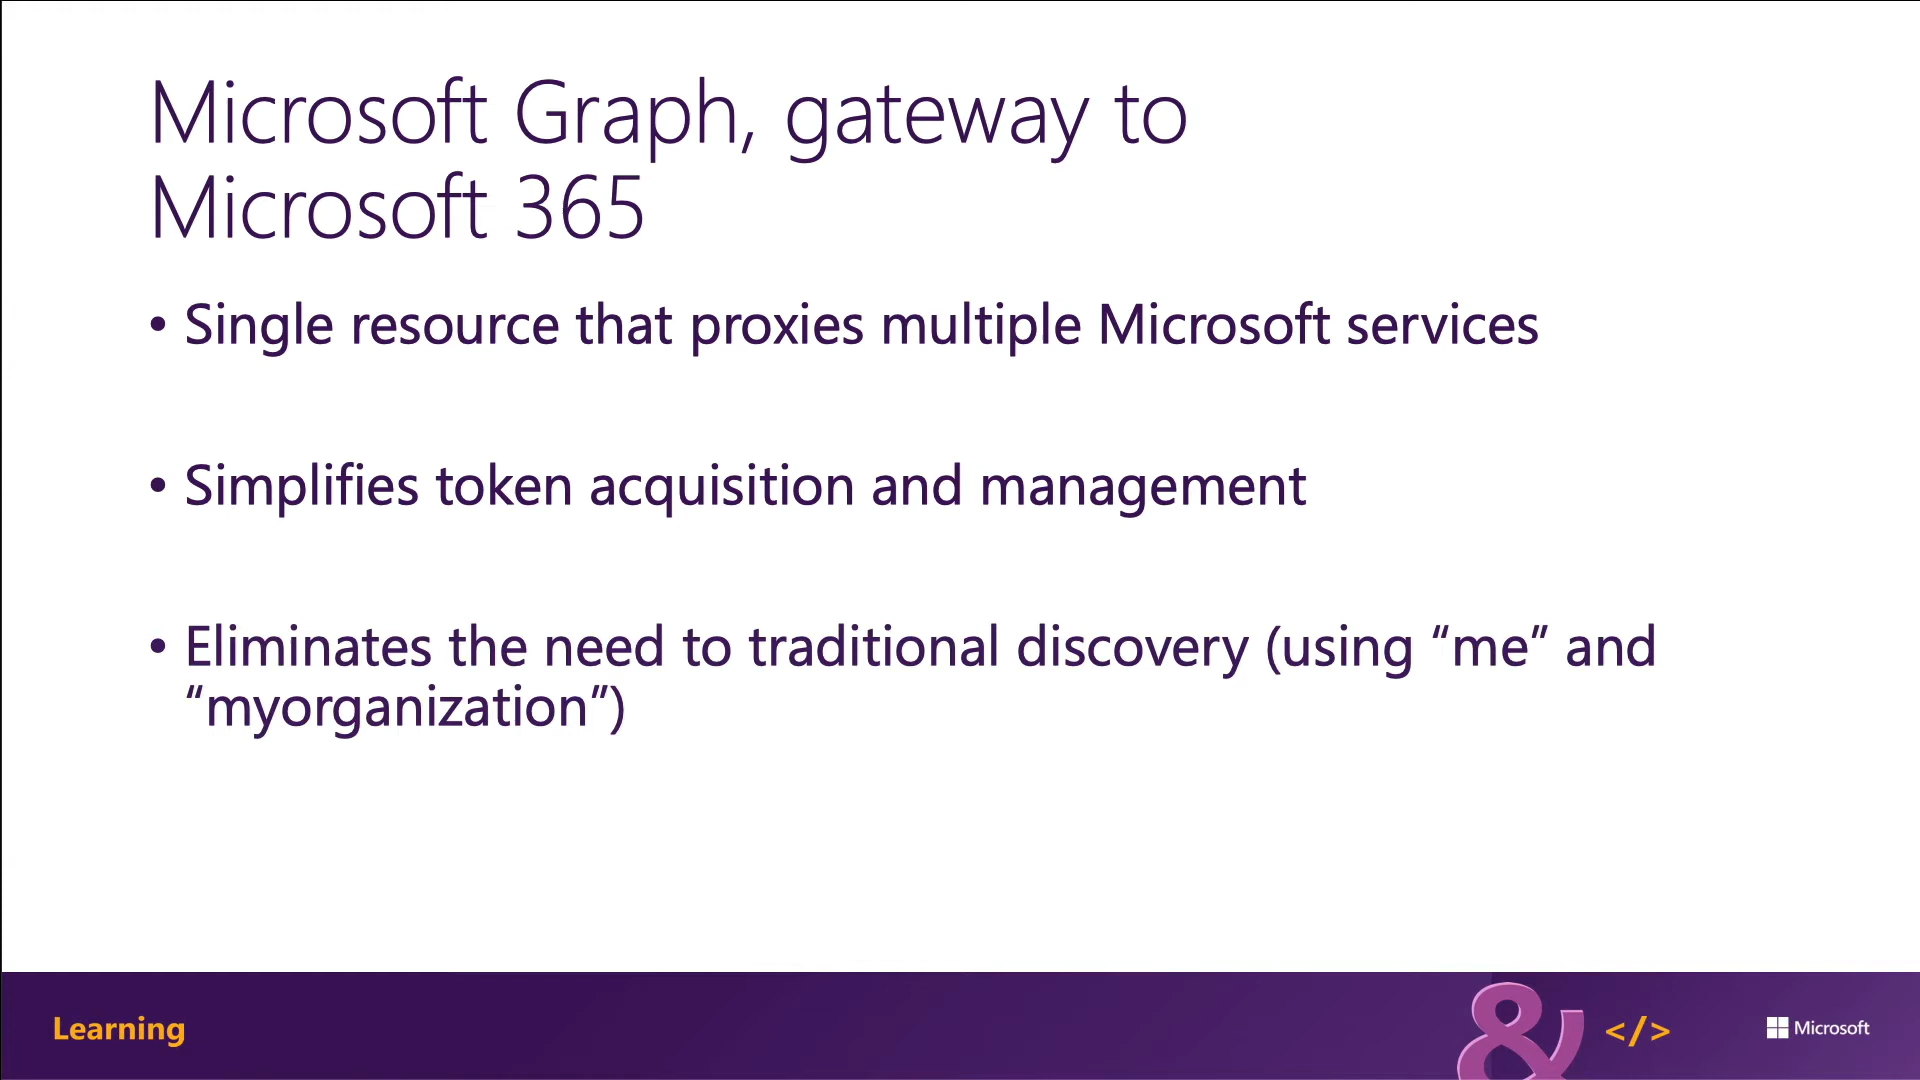 Microsoft Graph, gateway to
Microsoft 365
• Single resource that proxies multiple Microsoft services
• Simplifies token acquisition and management
• Eliminates the need to traditional discovery (using “me” and
“myorganization”)
Learning
& </>
Microsoft